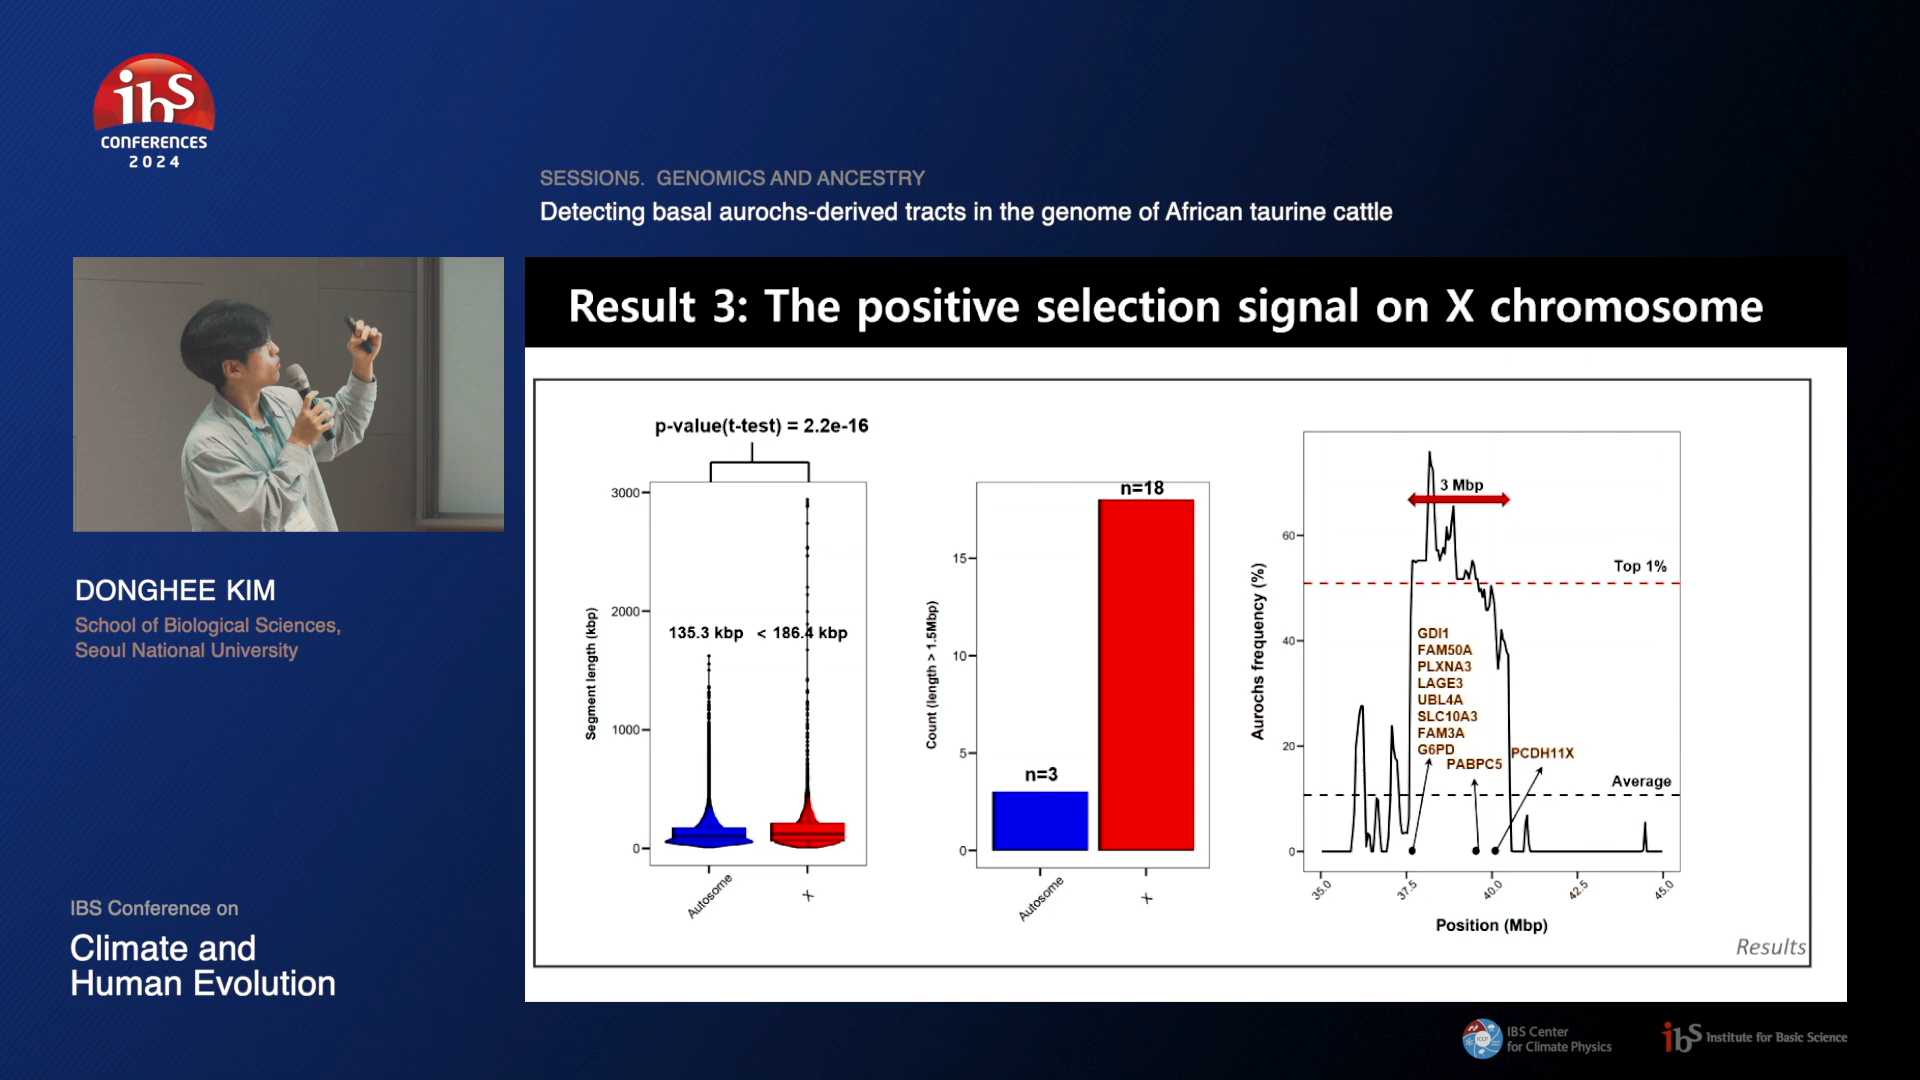 ibs
CONFERENCES
2024
SESSION5. GENOMICS AND ANCESTRY
Detecting basal aurochs-derived tracts in the genome of African taurine cattle
DONGHEE KIM
School of Biological Sciences,
Seoul National University
IBS Conference on
Climate and
Human Evolution
Result 3: The positive selection signal on X chromosome
p-value(t-test) = 2.2e-16
Segment length (kbp)
3000
2000
1000
0
135.3 kbp < 186.4 kbp
Autosome
X
Count (length > 1.5Mbp)
15
10
5
0
n=3
n=18
Autosome
X
Aurochs frequency (%)
60
40
20
0
3 Mbp
Top 1%
GDI1
FAM50A
PLXNA3
LAGE3
UBL4A
SLC10A3
FAM3A
G6PD
PABPC5
PCDH11X
Average
35.0
37.5
40.0
42.5
45.0
Position (Mbp)
Results
ICCP
IBS Center
for Climate Physics
ibs Institute for Basic Science